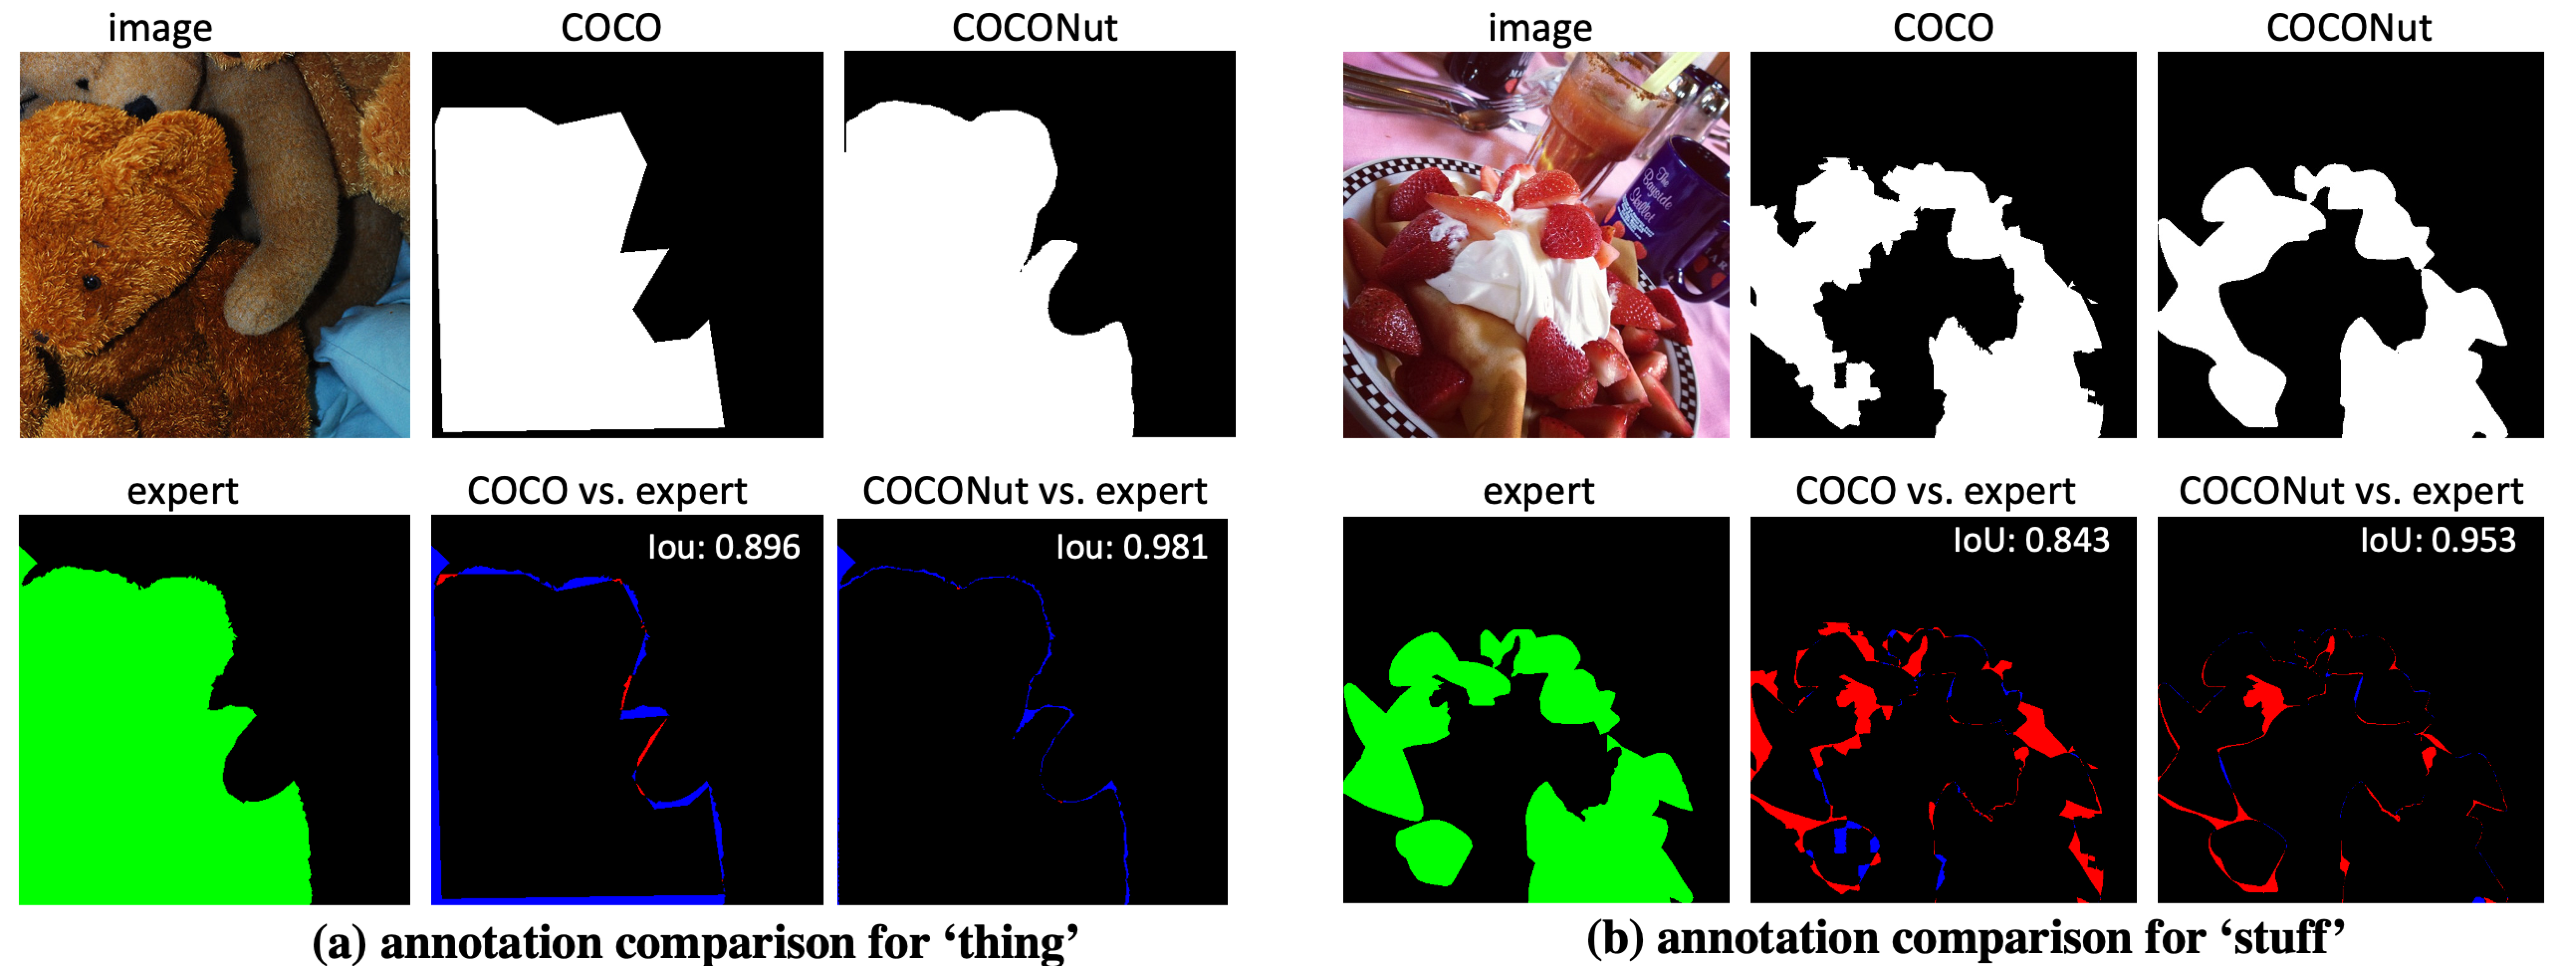 image COCO COCONut
expert COCO vs. expert COCONut vs. expert
Iou: 0.896 Iou: 0.981
(a) annotation comparison for ‘thing’
image COCO COCONut
The
Bayside
Skillet
expert COCO vs. expert COCONut vs. expert
IoU: 0.843 IoU: 0.953
(b) annotation comparison for ‘stuff’